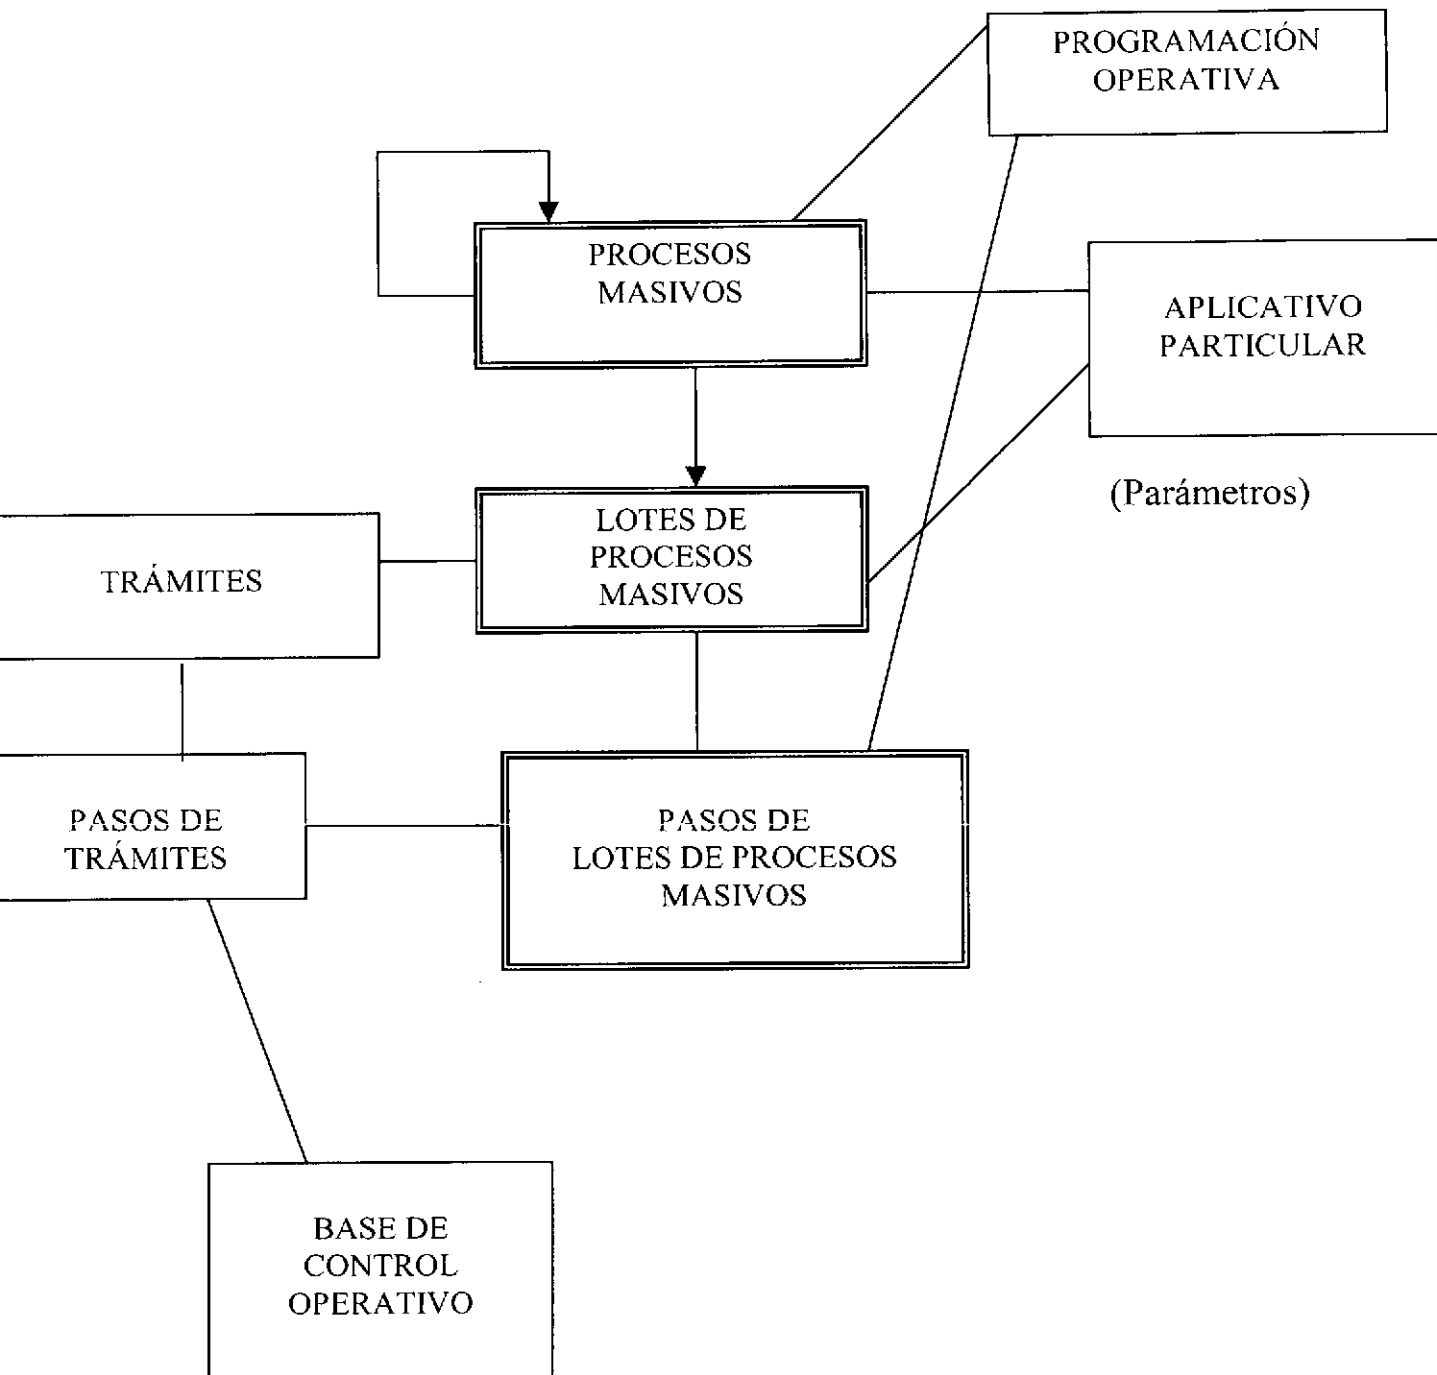 PROGRAMACIÓN
OPERATIVA
PROCESOS
MASIVOS
APLICATIVO
PARTICULAR
(Parámetros)
LOTES DE
PROCESOS
MASIVOS
TRÁMITES
PASOS DE
TRÁMITES
PASOS DE
LOTES DE PROCESOS
MASIVOS
BASE DE
CONTROL
OPERATIVO